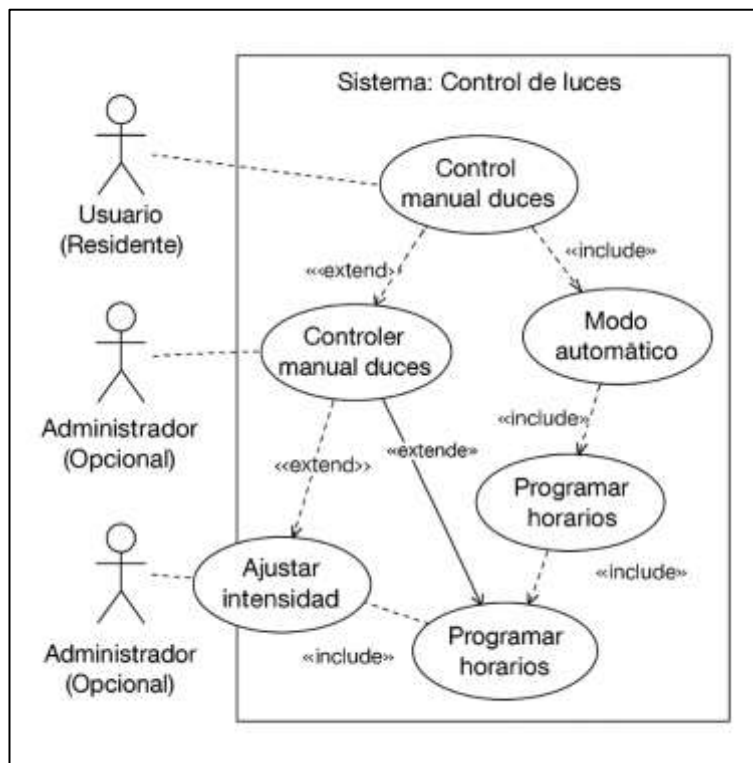 Sistema: Control de luces
Control
manual duces
Usuario
(Residente)
«extend»
«include»
Controler
manual duces
Modo
automático
Administrador
(Opcional)
«include»
«extend»
«extende»
Programar
horarios
Ajustar
intensidad
«include»
Administrador
(Opcional)
«include»
Programar
horarios